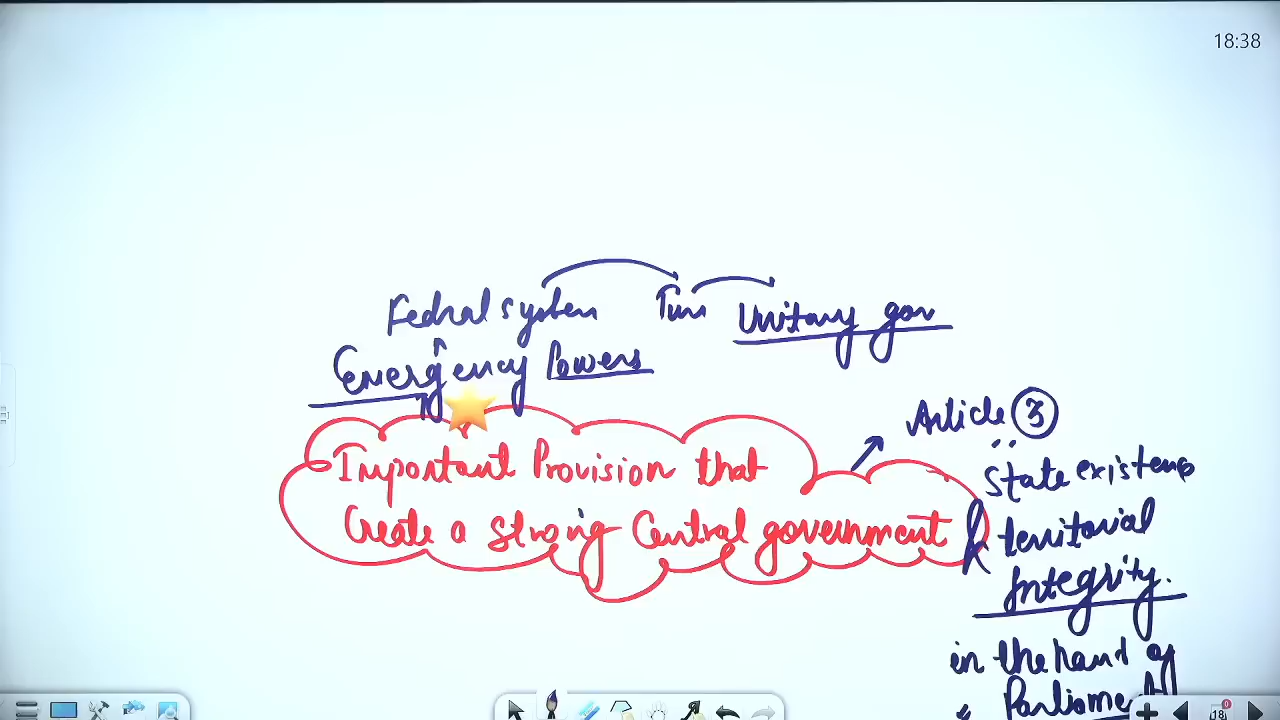 18:38
Fedral system Turn Unitary gov
Emergency Powers
Article 3
Important Provision that
Create a strong Central government
State existence
& territorial
Integrity.
in the hand of
Parliament
18